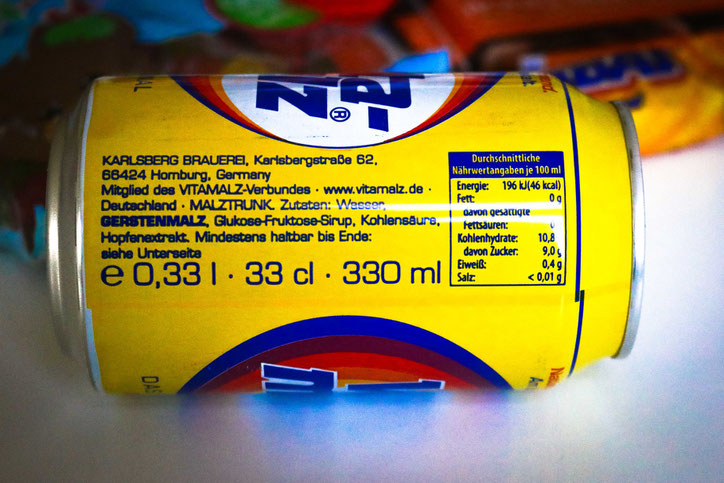 KARLSBERG BRAUEREI, Karlsbergstraße 62,
66424 Homburg, Germany
Mitglied des VITAMALZ-Verbundes · www.vitamalz.de ·
Deutschland · MALZTRUNK. Zutaten: Wasser,
GERSTENMALZ, Glukose-Fruktose-Sirup, Kohlensäure,
Hopfenextrakt. Mindestens haltbar bis Ende:
siehe Unterseite
e 0,33 l · 33 cl · 330 ml
Durchschnittliche
Nährwertangaben je 100 ml
Energie: 196 kJ(46 kcal)
Fett: 0 g
davon gesättigte
Fettsäuren: 0
Kohlenhydrate: 10,8
davon Zucker: 9,0 g
Eiweiß: 0,4 g
Salz: < 0,01 g